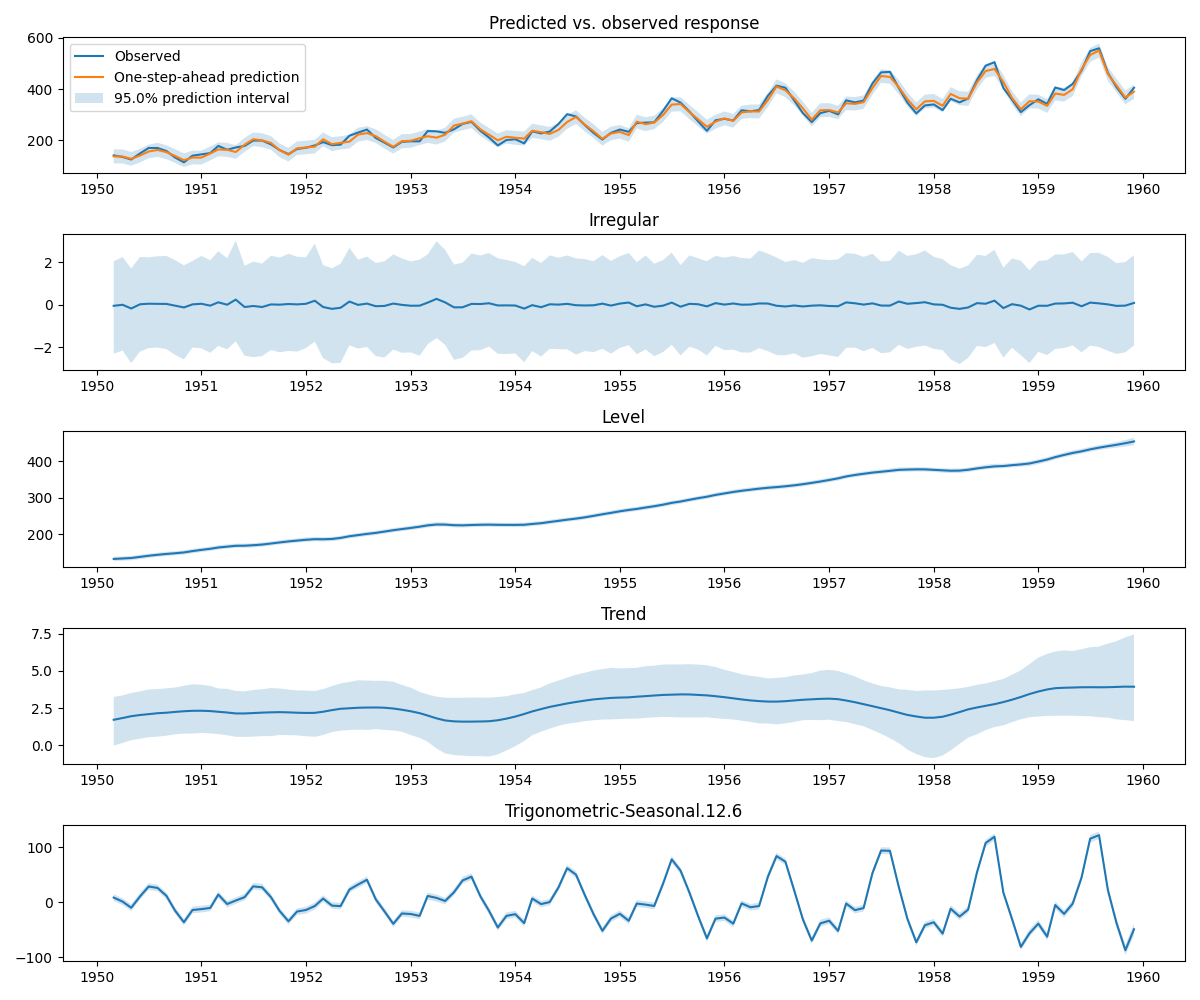 Predicted vs. observed response
600
400
200
Observed
One-step-ahead prediction
95.0% prediction interval
1950 1951 1952 1953 1954 1955 1956 1957 1958 1959 1960
Irregular
2
0
−2
1950 1951 1952 1953 1954 1955 1956 1957 1958 1959 1960
Level
400
300
200
1950 1951 1952 1953 1954 1955 1956 1957 1958 1959 1960
Trend
7.5
5.0
2.5
0.0
1950 1951 1952 1953 1954 1955 1956 1957 1958 1959 1960
Trigonometric-Seasonal.12.6
100
0
−100
1950 1951 1952 1953 1954 1955 1956 1957 1958 1959 1960